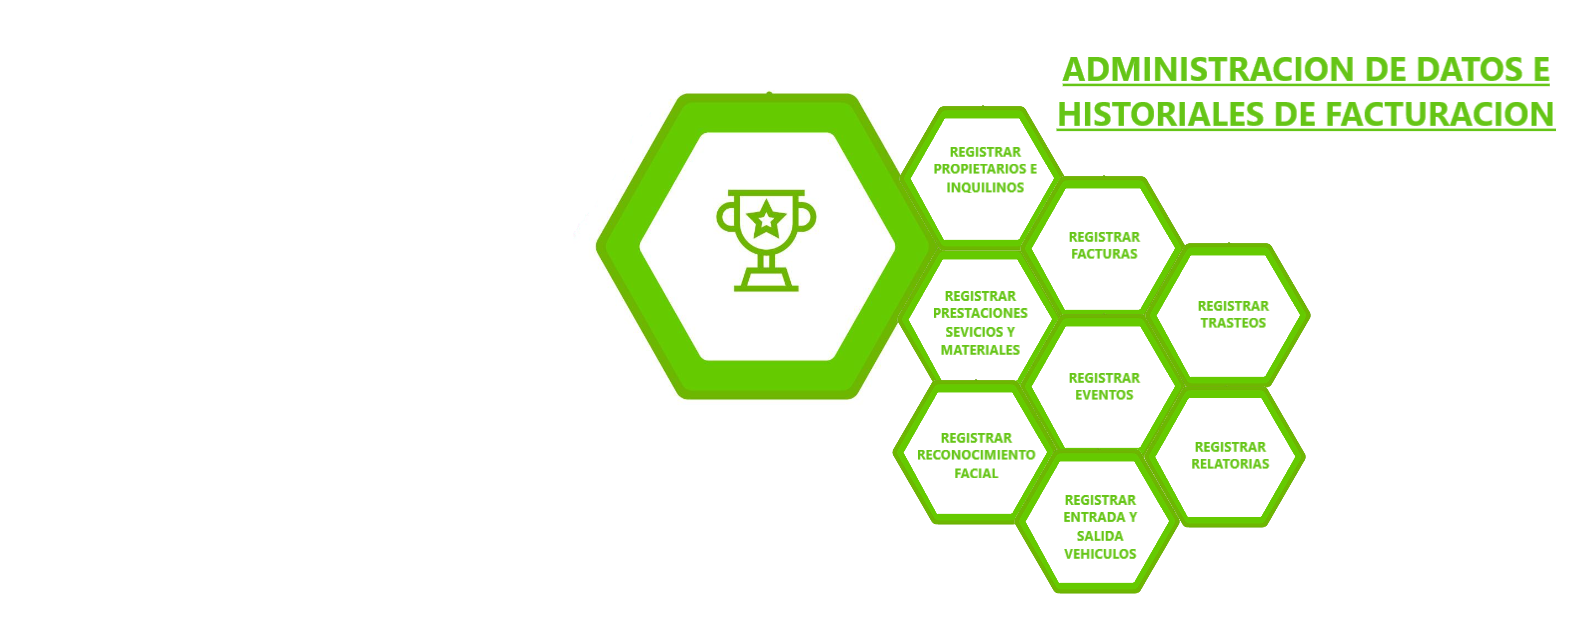 ADMINISTRACION DE DATOS E
HISTORIALES DE FACTURACION
REGISTRAR
PROPIETARIOS E
INQUILINOS
REGISTRAR
FACTURAS
REGISTRAR
TRASTEOS
REGISTRAR
PRESTACIONES
SEVICIOS Y
MATERIALES
REGISTRAR
EVENTOS
REGISTRAR
RECONOCIMIENTO
FACIAL
REGISTRAR
RELATORIAS
REGISTRAR
ENTRADA Y
SALIDA
VEHICULOS